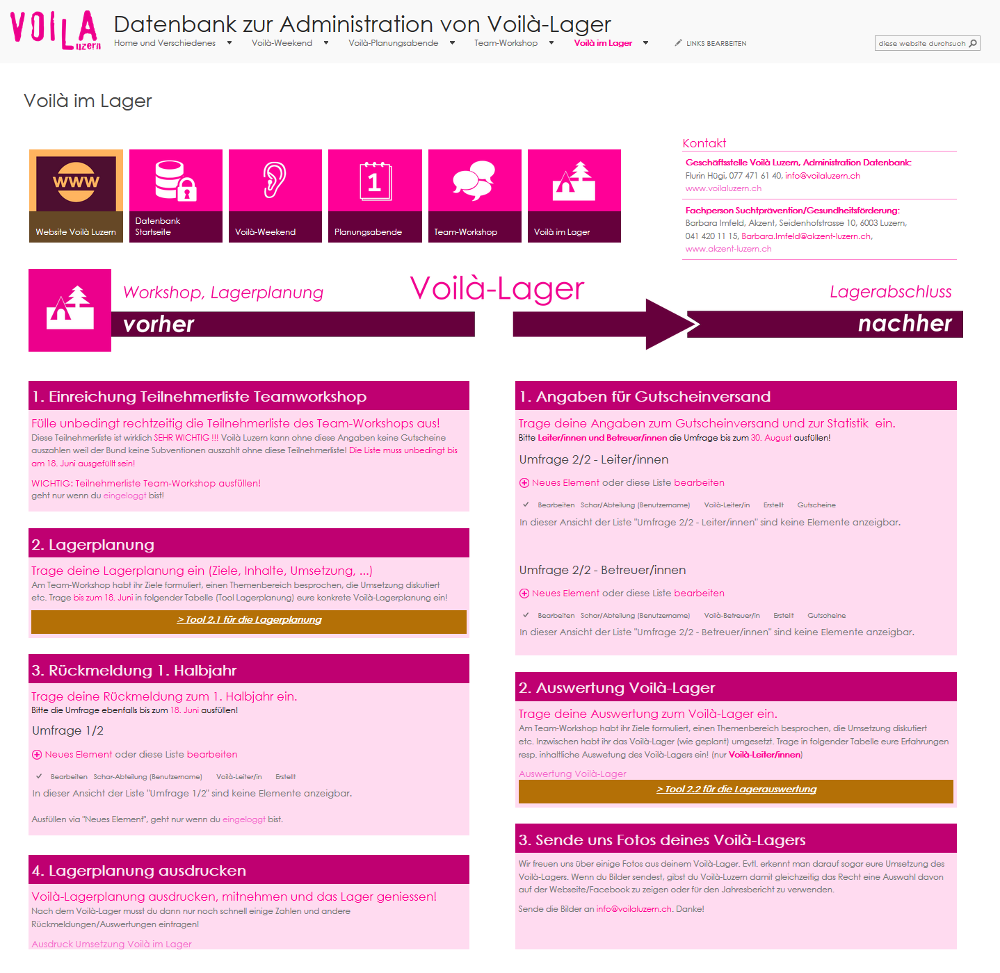 VOILA
Luzern
Datenbank zur Administration von Voilà-Lager
Home und Verschiedenes Voilà-Weekend Voilà-Planungsabende Team-Workshop Voilà im Lager LINKS BEARBEITEN
diese website durchsuch
Voilà im Lager
www
Website Voilà Luzern
Datenbank
Startseite
Voilà-Weekend
1
Planungsabende
Team-Workshop
Voilà im Lager
Kontakt
Geschäftsstelle Voilà Luzern, Administration Datenbank:
Flurin Hügi, 077 471 61 40, info@voilaluzern.ch
www.voilaluzern.ch
Fachperson Suchtprävention/Gesundheitsförderung:
Barbara Imfeld, Akzent, Seidenhofstrasse 10, 6003 Luzern,
041 420 11 15, Barbara.Imfeld@akzent-luzern.ch,
www.akzent-luzern.ch
Workshop, Lagerplanung
vorher
Voilà-Lager
Lagerabschluss
nachher
1. Einreichung Teilnehmerliste Teamworkshop
Fülle unbedingt rechtzeitig die Teilnehmerliste des Team-Workshops aus!
Diese Teilnehmerliste ist wirklich SEHR WICHTIG !!! Voilà Luzern kann ohne diese Angaben keine Gutscheine
auszahlen weil der Bund keine Subventionen auszahlt ohne diese Teilnehmerliste! Die Liste muss unbedingt bis
am 18. Juni ausgefüllt sein!
WICHTIG: Teilnehmerliste Team-Workshop ausfüllen!
geht nur wenn du eingeloggt bist!
2. Lagerplanung
Trage deine Lagerplanung ein (Ziele, Inhalte, Umsetzung, ...)
Am Team-Workshop habt ihr Ziele formuliert, einen Themenbereich besprochen, die Umsetzung diskutiert
etc. Trage bis zum 18. Juni in folgender Tabelle (Tool Lagerplanung) eure konkrete Voilà-Lagerplanung ein!
> Tool 2.1 für die Lagerplanung
3. Rückmeldung 1. Halbjahr
Trage deine Rückmeldung zum 1. Halbjahr ein.
Bitte die Umfrage ebenfalls bis zum 18. Juni ausfüllen!
Umfrage 1/2
Neues Element oder diese Liste bearbeiten
Bearbeiten Schar-Abteilung (Benutzername) Voilà-Leiter/in Erstellt
In dieser Ansicht der Liste "Umfrage 1/2" sind keine Elemente anzeigbar.
Ausfüllen via "Neues Element", geht nur wenn du eingeloggt bist.
4. Lagerplanung ausdrucken
Voilà-Lagerplanung ausdrucken, mitnehmen und das Lager geniessen!
Nach dem Voilà-Lager musst du dann nur noch schnell einige Zahlen und andere
Rückmeldungen/Auswertungen eintragen!
Ausdruck Umsetzung Voilà im Lager
1. Angaben für Gutscheinversand
Trage deine Angaben zum Gutscheinversand und zur Statistik ein.
Bitte Leiter/innen und Betreuer/innen die Umfrage bis zum 30. August ausfüllen!
Umfrage 2/2 - Leiter/innen
Neues Element oder diese Liste bearbeiten
Bearbeiten Schar/Abteilung (Benutzername) Voilà-Leiter/in Erstellt Gutscheine
In dieser Ansicht der Liste "Umfrage 2/2 - Leiter/innen" sind keine Elemente anzeigbar.
Umfrage 2/2 - Betreuer/innen
Neues Element oder diese Liste bearbeiten
Bearbeiten Schar/Abteilung (Benutzername) Voilà-Betreuer/in Erstellt Gutscheine
In dieser Ansicht der Liste "Umfrage 2/2 - Betreuer/innen" sind keine Elemente anzeigbar.
2. Auswertung Voilà-Lager
Trage deine Auswertung zum Voilà-Lager ein.
Am Team-Workshop habt ihr Ziele formuliert, einen Themenbereich besprochen, die Umsetzung diskutiert
etc. Inzwischen habt ihr das Voilà-Lager (wie geplant) umgesetzt. Trage in folgender Tabelle eure Erfahrungen
resp. inhaltliche Auswetung des Voilà-Lagers ein! (nur Voilà-Leiter/innen)
Auswertung Voilà-Lager
> Tool 2.2 für die Lagerauswertung
3. Sende uns Fotos deines Voilà-Lagers
Wir freuen uns über einige Fotos aus deinem Voilà-Lager. Evtl. erkennt man darauf sogar eure Umsetzung des
Voilà-Lagers. Wenn du Bilder sendest, gibst du Voilà-Luzern damit gleichzeitig das Recht eine Auswahl davon
auf der Webseite/Facebook zu zeigen oder für den Jahresbericht zu verwenden.
Sende die Bilder an info@voilaluzern.ch. Danke!